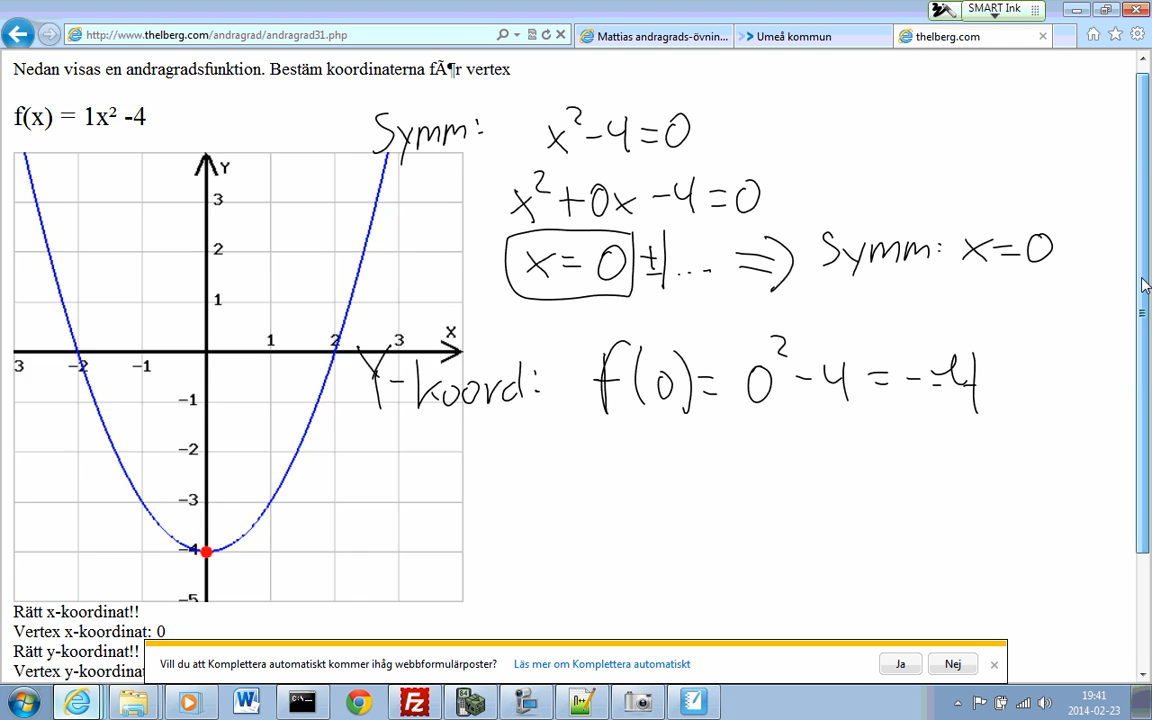 SMART Ink
http://www.thelberg.com/andragrad/andragrad31.php
Mattias andragrads-övnin...
Umeå kommun
thelberg.com
Nedan visas en andragradsfunktion. Bestäm koordinaterna fÃ¶r vertex
f(x) = 1x² -4
Symm: x²-4=0
x²+0x-4=0
x=0±... ⇒ Symm: x=0
Y-koord: f(0)=0²-4=-4
Y
3
2
1
3 -2 -1 1 2 3 X
-1
-2
-3
-4
-5
Rätt x-koordinat!!
Vertex x-koordinat: 0
Rätt y-koordinat!!
Vertex y-koordinat
Vill du att Komplettera automatiskt kommer ihåg webbformulärposter? Läs mer om Komplettera automatiskt Ja Nej
19:41
2014-02-23